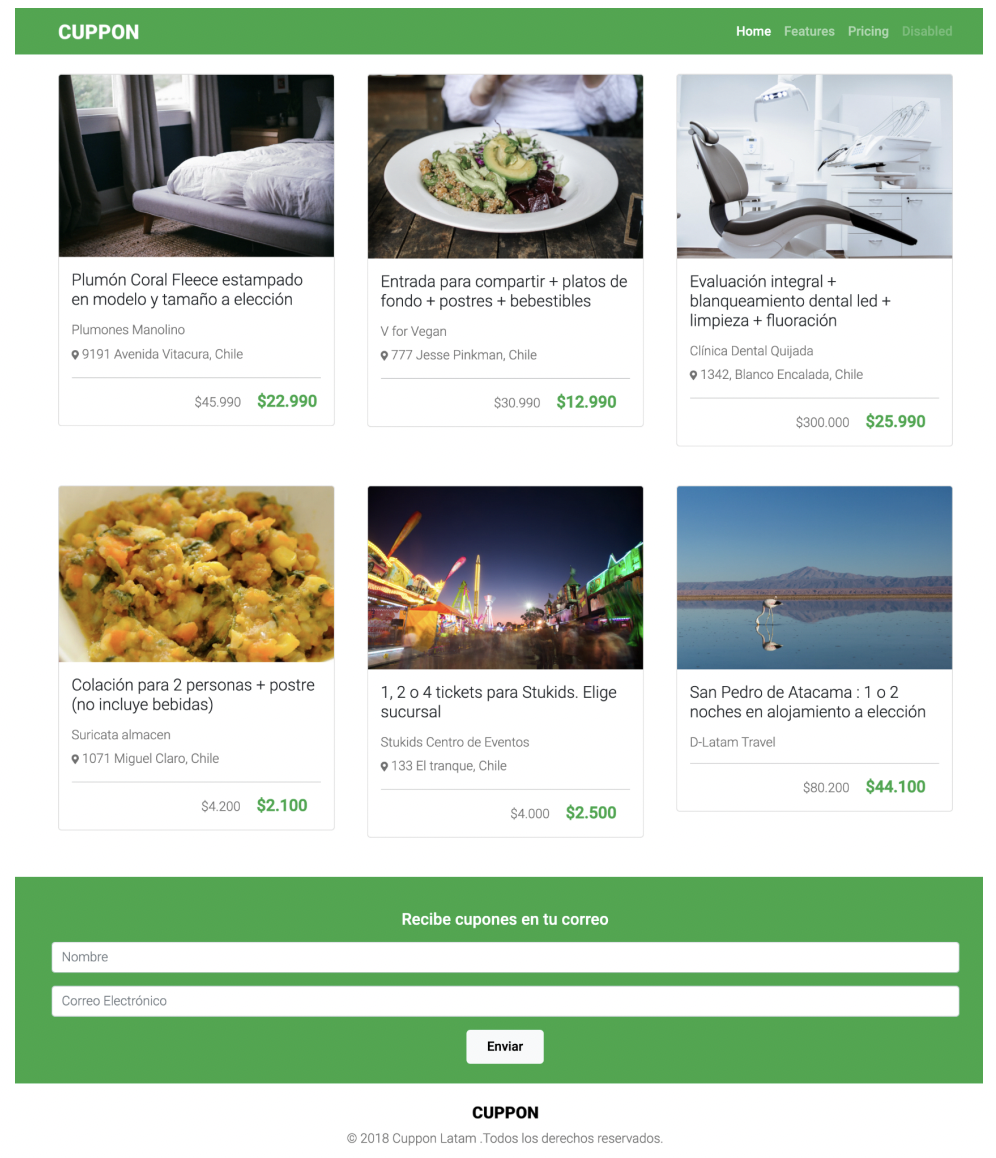 CUPPON
Home Features Pricing Disabled
Plumón Coral Fleece estampado
en modelo y tamaño a elección
Plumones Manolino
9191 Avenida Vitacura, Chile
$45.990 $22.990
Entrada para compartir + platos de
fondo + postres + bebestibles
V for Vegan
777 Jesse Pinkman, Chile
$30.990 $12.990
Evaluación integral +
blanqueamiento dental led +
limpieza + fluoración
Clínica Dental Quijada
1342, Blanco Encalada, Chile
$300.000 $25.990
Colación para 2 personas + postre
(no incluye bebidas)
Suricata almacen
1071 Miguel Claro, Chile
$4.200 $2.100
1, 2 o 4 tickets para Stukids. Elige
sucursal
Stukids Centro de Eventos
133 El tranque, Chile
$4.000 $2.500
San Pedro de Atacama : 1 o 2
noches en alojamiento a elección
D-Latam Travel
$80.200 $44.100
Recibe cupones en tu correo
Nombre
Correo Electrónico
Enviar
CUPPON
© 2018 Cuppon Latam .Todos los derechos reservados.